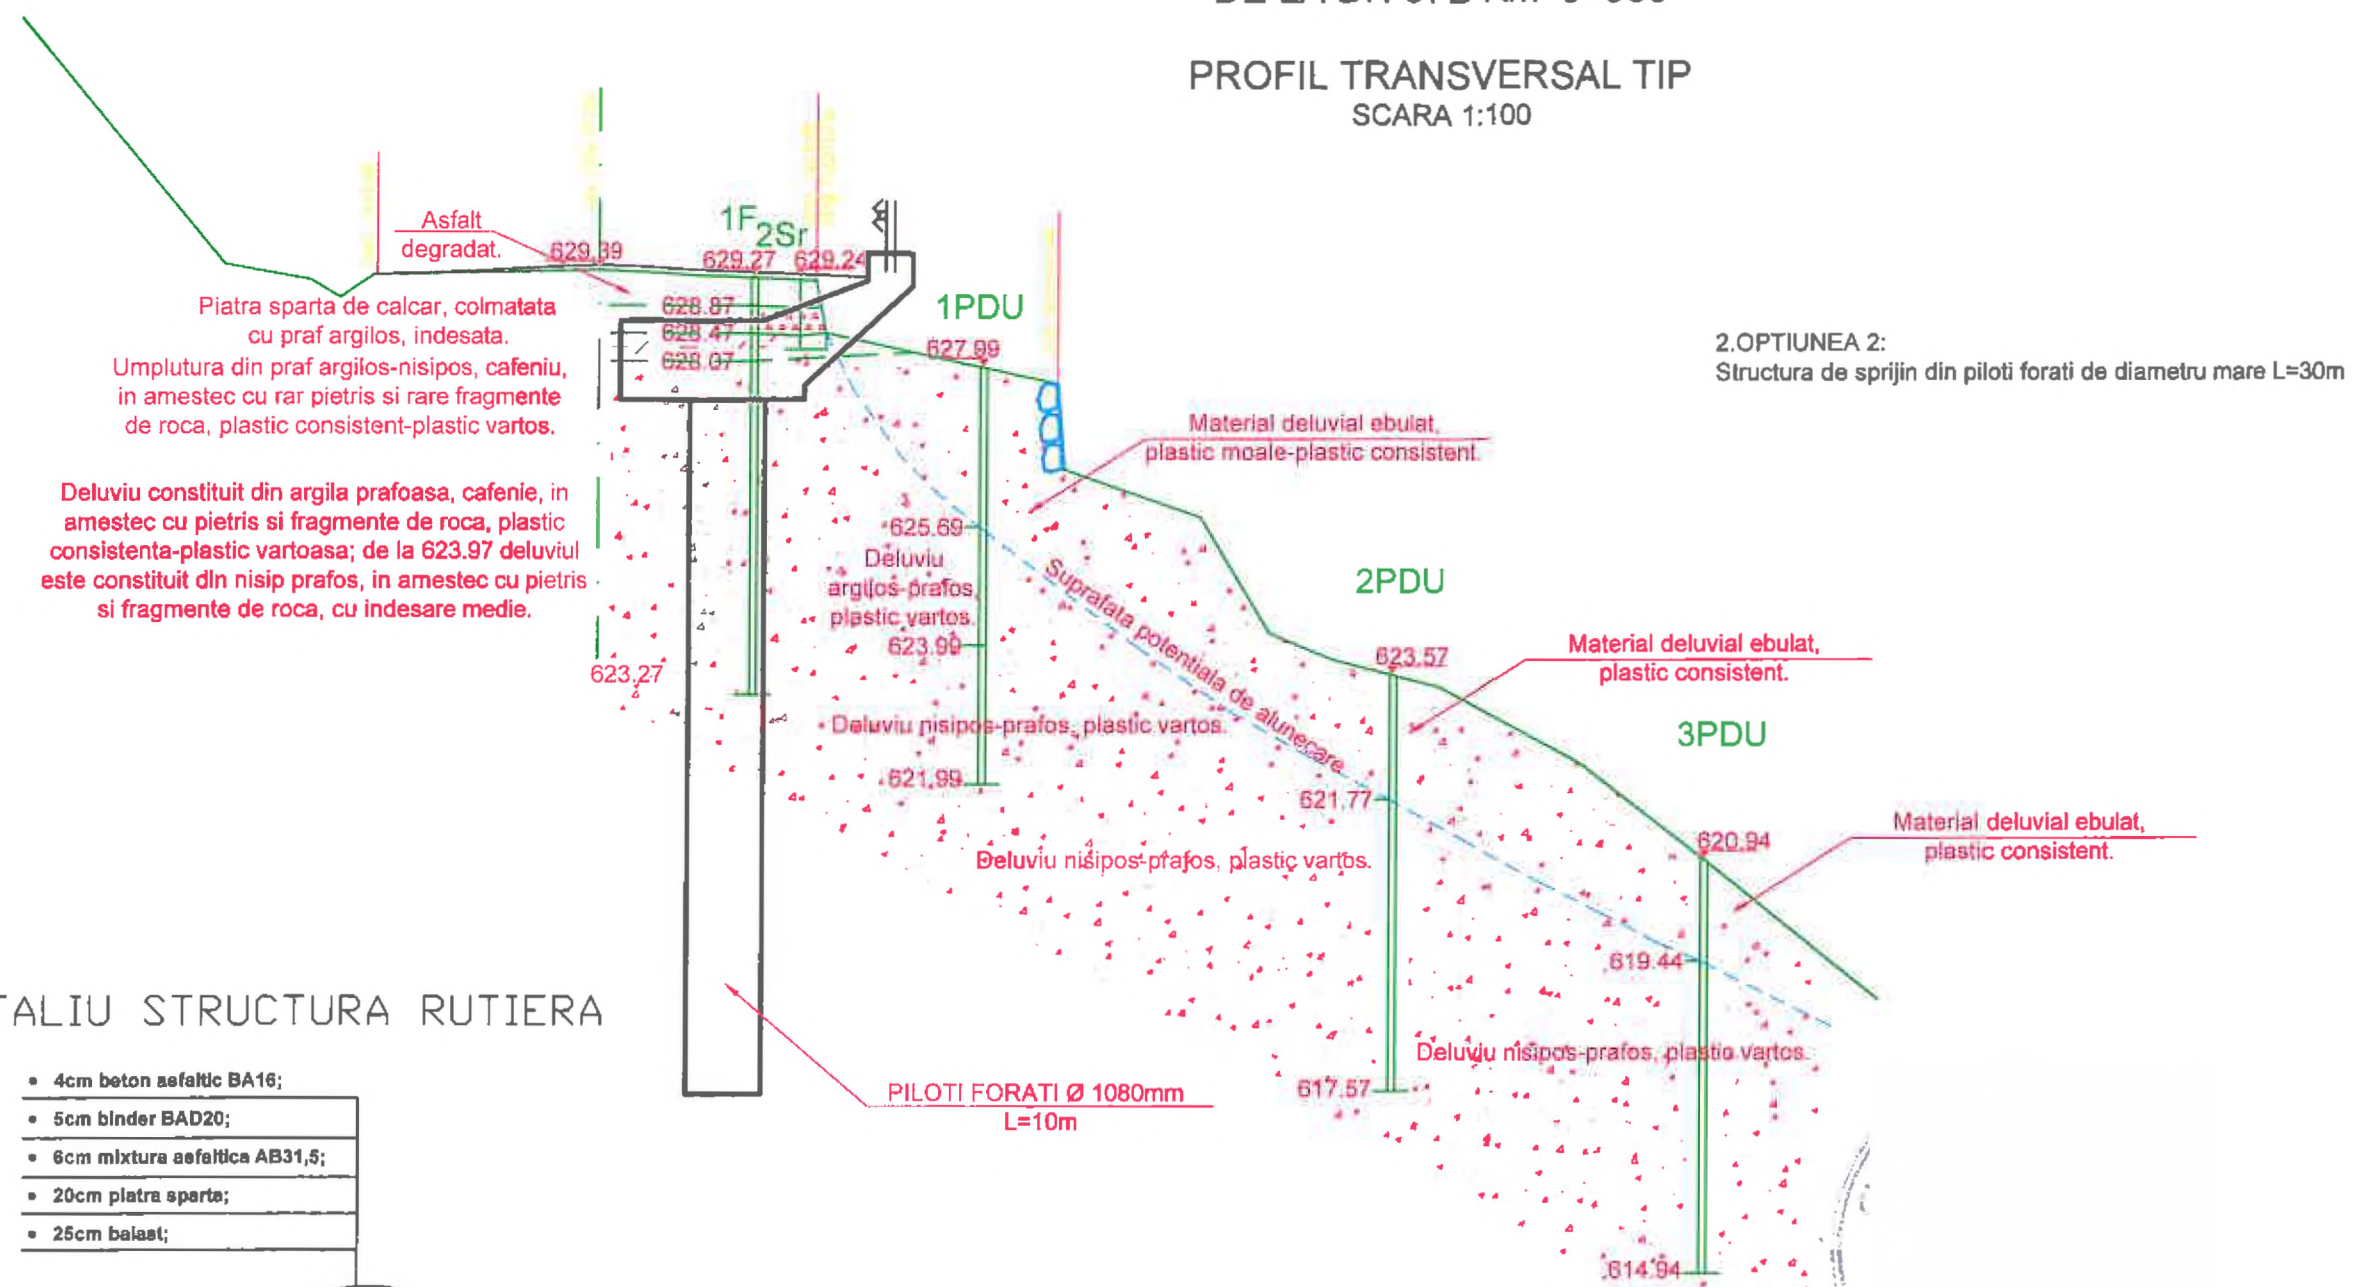 PROFIL TRANSVERSAL TIP
SCARA 1:100
Asfalt
degradat.
629.39
1F
2Sr
629.27
629.24
628.87
628.47
628.07
Piatra sparta de calcar, colmatata
cu praf argilos, indesata.
Umplutura din praf argilos-nisipos, cafeniu,
in amestec cu rar pietris si rare fragmente
de roca, plastic consistent-plastic vartos.
Deluviu constituit din argila prafoasa, cafenie, in
amestec cu pietris si fragmente de roca, plastic
consistenta-plastic vartoasa; de la 623.97 deluviul
este constituit din nisip prafos, in amestec cu pietris
si fragmente de roca, cu indesare medie.
623.27
1PDU
627.99
2.OPTIUNEA 2:
Structura de sprijin din piloti forati de diametru mare L=30m
Material deluvial ebulat,
plastic moale-plastic consistent.
625.69
Deluviu
argilos-prafos,
plastic vartos.
623.99
Suprafata potentiala de alunecare
Deluviu nisipos-prafos, plastic vartos.
621.99
2PDU
623.57
Material deluvial ebulat,
plastic consistent.
621.77
3PDU
620.94
Material deluvial ebulat,
plastic consistent.
Deluviu nisipos-prafos, plastic vartos.
619.44
Deluviu nisipos-prafos, plastic vartos.
617.57
614.94
PILOTI FORATI Ø 1080mm
L=10m
TALIU STRUCTURA RUTIERA
• 4cm beton asfaltic BA16;
• 5cm binder BAD20;
• 6cm mixtura asfaltica AB31,5;
• 20cm piatra sparta;
• 25cm balast;